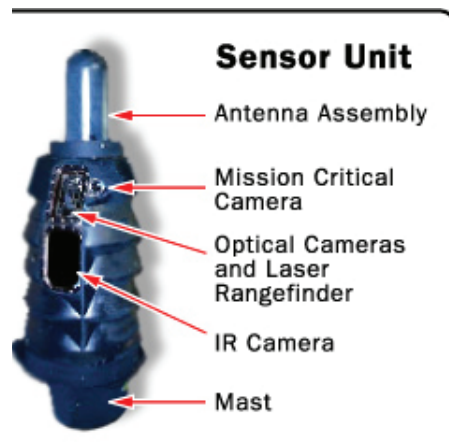 Sensor Unit
Antenna Assembly
Mission Critical
Camera
Optical Cameras
and Laser
Rangefinder
IR Camera
Mast